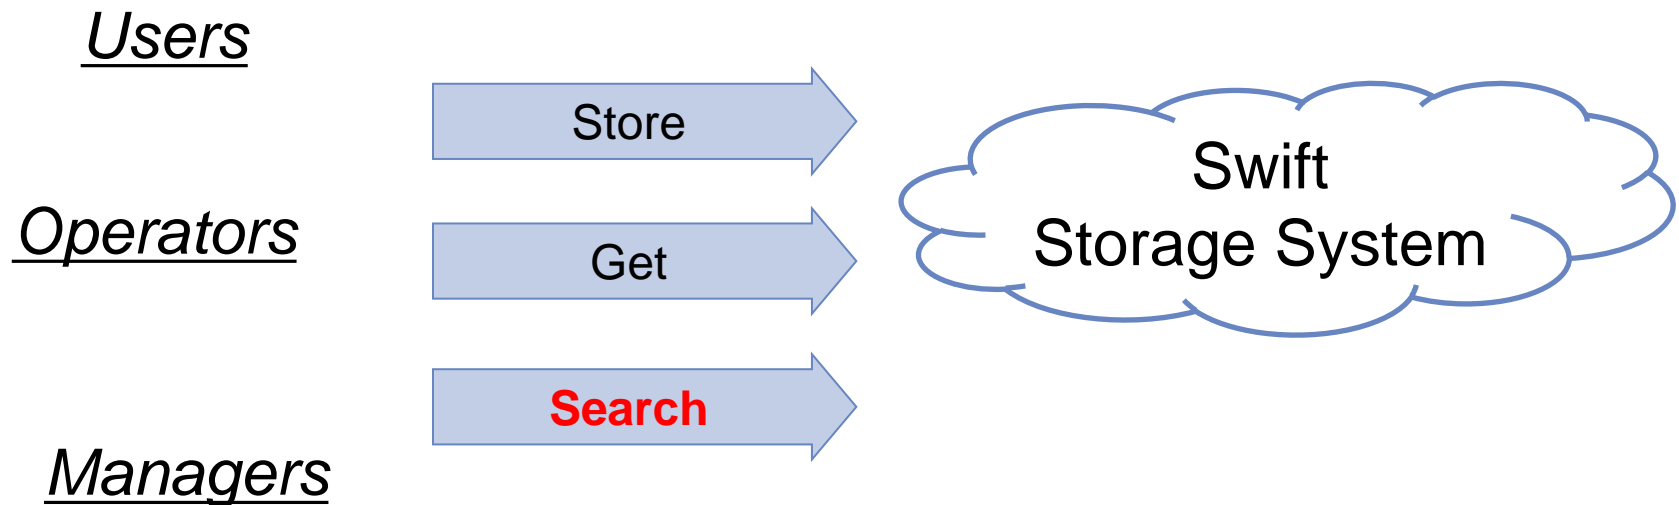 Users
Store
Swift
Storage System
Operators
Get
Search
Managers